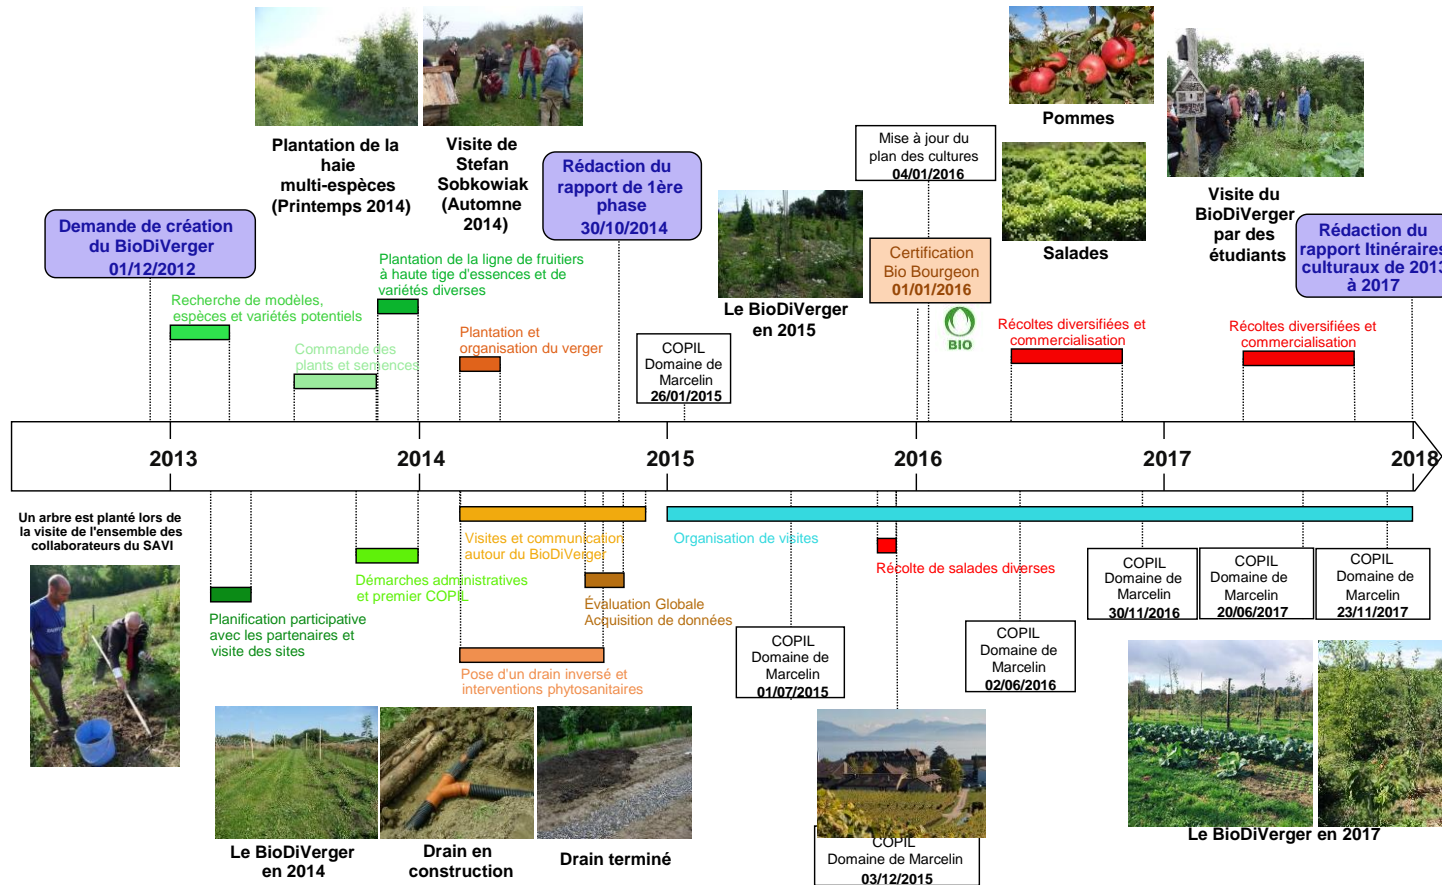 Plantation de la
haie
multi-espèces
(Printemps 2014)
Visite de
Stefan
Sobkowiak
(Automne
2014)
Rédaction du
rapport de 1ère
phase
30/10/2014
Mise à jour du
plan des cultures
04/01/2016
Pommes
Salades
Visite du
BioDiVerger
par des
étudiants
Rédaction du
rapport Itinéraires
culturaux de 2013
à 2017
Demande de création
du BioDiVerger
01/12/2012
Recherche de modèles,
espèces et variétés potentiels
Commande des
plants et semences
Plantation de la ligne de fruitiers
à haute tige d'essences et de
variétés diverses
Plantation et
organisation du verger
Le BioDiVerger
en 2015
COPIL
Domaine de
Marcelin
26/01/2015
Certification
Bio Bourgeon
01/01/2016
BIO
Récoltes diversifiées et
commercialisation
Récoltes diversifiées et
commercialisation
2013
2014
2015
2016
2017
2018
Un arbre est planté lors de
la visite de l'ensemble des
collaborateurs du SAVI
Planification participative
avec les partenaires et
visite des sites
Démarches administratives
et premier COPIL
Visites et communication
autour du BioDiVerger
Évaluation Globale
Acquisition de données
Pose d'un drain inversé et
interventions phytosanitaires
Organisation de visites
Récolte de salades diverses
COPIL
Domaine de
Marcelin
01/07/2015
COPIL
Domaine de
Marcelin
02/06/2016
COPIL
Domaine de
Marcelin
30/11/2016
COPIL
Domaine de
Marcelin
20/06/2017
COPIL
Domaine de
Marcelin
23/11/2017
Le BioDiVerger
en 2014
Drain en
construction
Drain terminé
COPIL
Domaine de Marcelin
03/12/2015
Le BioDiVerger en 2017